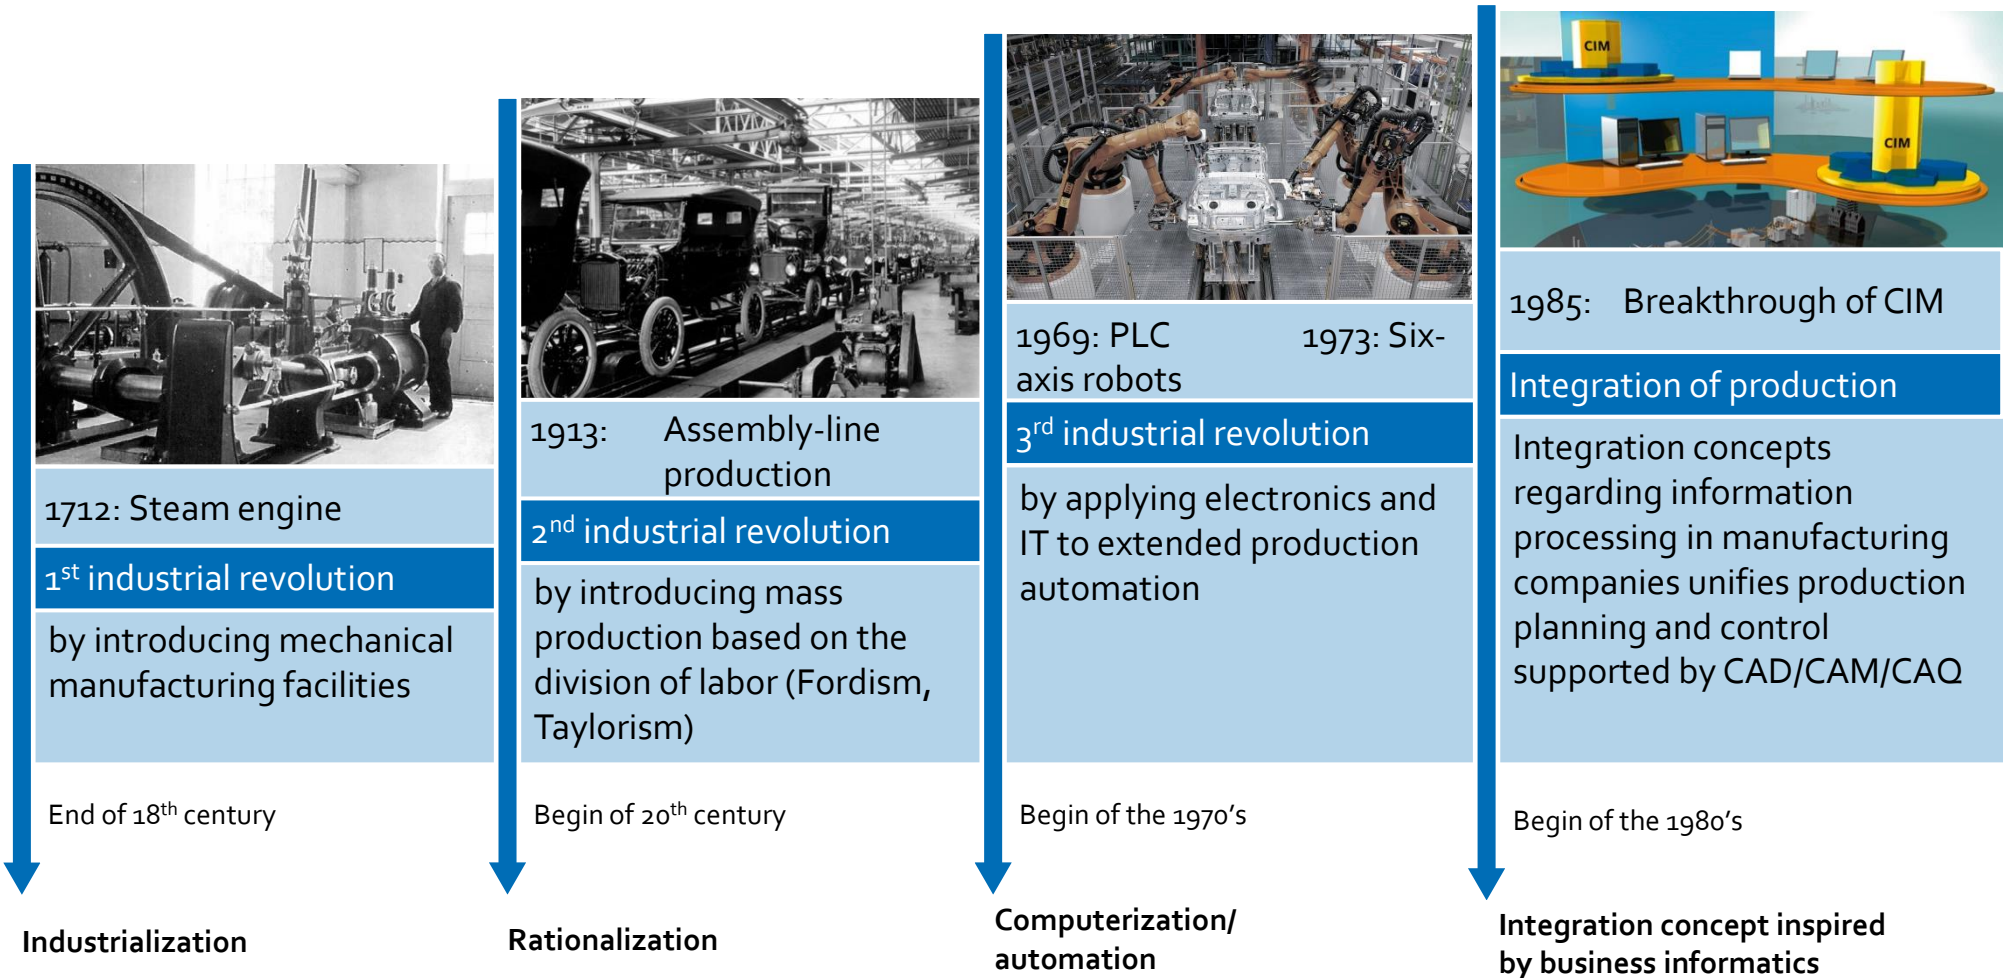 1712: Steam engine
1st industrial revolution
by introducing mechanical
manufacturing facilities
End of 18th century
Industrialization
1913: Assembly-line
production
2nd industrial revolution
by introducing mass
production based on the
division of labor (Fordism,
Taylorism)
Begin of 20th century
Rationalization
1969: PLC 1973: Six-
axis robots
3rd industrial revolution
by applying electronics and
IT to extended production
automation
Begin of the 1970's
Computerization/
automation
CIM
CIM
1985: Breakthrough of CIM
Integration of production
Integration concepts
regarding information
processing in manufacturing
companies unifies production
planning and control
supported by CAD/CAM/CAQ
Begin of the 1980's
Integration concept inspired
by business informatics